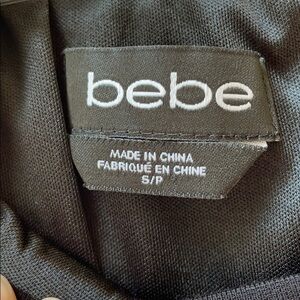 bebe
MADE IN CHINA
FABRIQUÉ EN CHINE
S/P